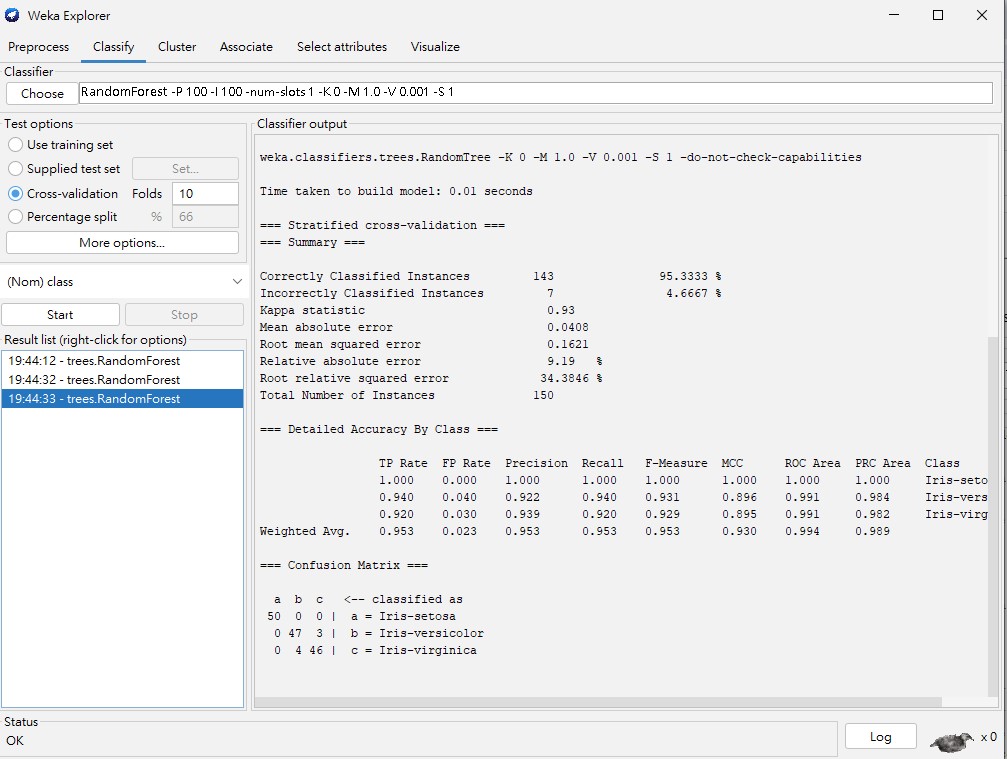 Weka Explorer
Preprocess Classify Cluster Associate Select attributes Visualize
Classifier
Choose RandomForest -P 100 -I 100 -num-slots 1 -K 0 -M 1.0 -V 0.001 -S 1
Test options
Use training set
Supplied test set Set...
Cross-validation Folds 10
Percentage split % 66
More options...
(Nom) class
Start Stop
Result list (right-click for options)
19:44:12 - trees.RandomForest
19:44:32 - trees.RandomForest
19:44:33 - trees.RandomForest
Classifier output
weka.classifiers.trees.RandomTree -K 0 -M 1.0 -V 0.001 -S 1 -do-not-check-capabilities
Time taken to build model: 0.01 seconds
=== Stratified cross-validation ===
=== Summary ===
Correctly Classified Instances 143 95.3333 %
Incorrectly Classified Instances 7 4.6667 %
Kappa statistic 0.93
Mean absolute error 0.0408
Root mean squared error 0.1621
Relative absolute error 9.19 %
Root relative squared error 34.3846 %
Total Number of Instances 150
=== Detailed Accuracy By Class ===
TP Rate FP Rate Precision Recall F-Measure MCC ROC Area PRC Area Class
1.000 0.000 1.000 1.000 1.000 1.000 1.000 1.000 Iris-seto
0.940 0.040 0.922 0.940 0.931 0.896 0.991 0.984 Iris-vers
0.920 0.030 0.939 0.920 0.929 0.895 0.991 0.982 Iris-virg
Weighted Avg. 0.953 0.023 0.953 0.953 0.953 0.930 0.994 0.989
=== Confusion Matrix ===
a b c <-- classified as
50 0 0 | a = Iris-setosa
0 47 3 | b = Iris-versicolor
0 4 46 | c = Iris-virginica
Status
OK
Log x 0